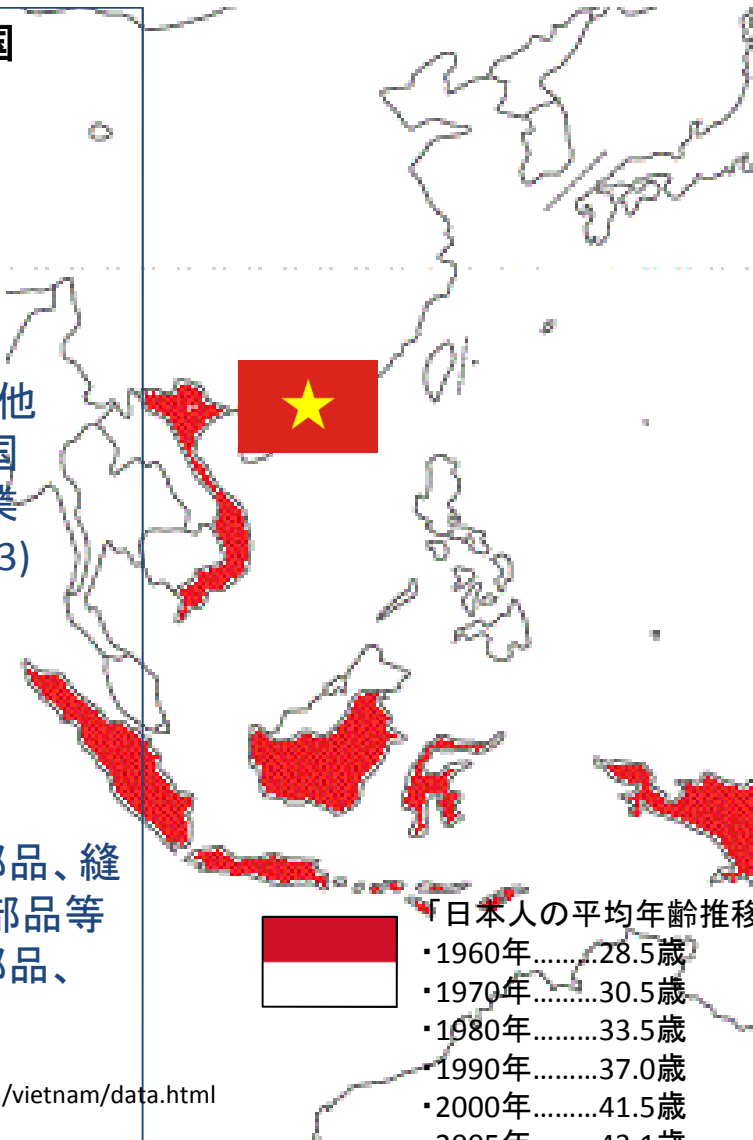 国
他
国
業
3)
部品、縫
部品等
部品、
/vietnam/data.html
「日本人の平均年齢推移
・1960年………28.5歳
・1970年………30.5歳
・1980年………33.5歳
・1990年………37.0歳
・2000年………41.5歳